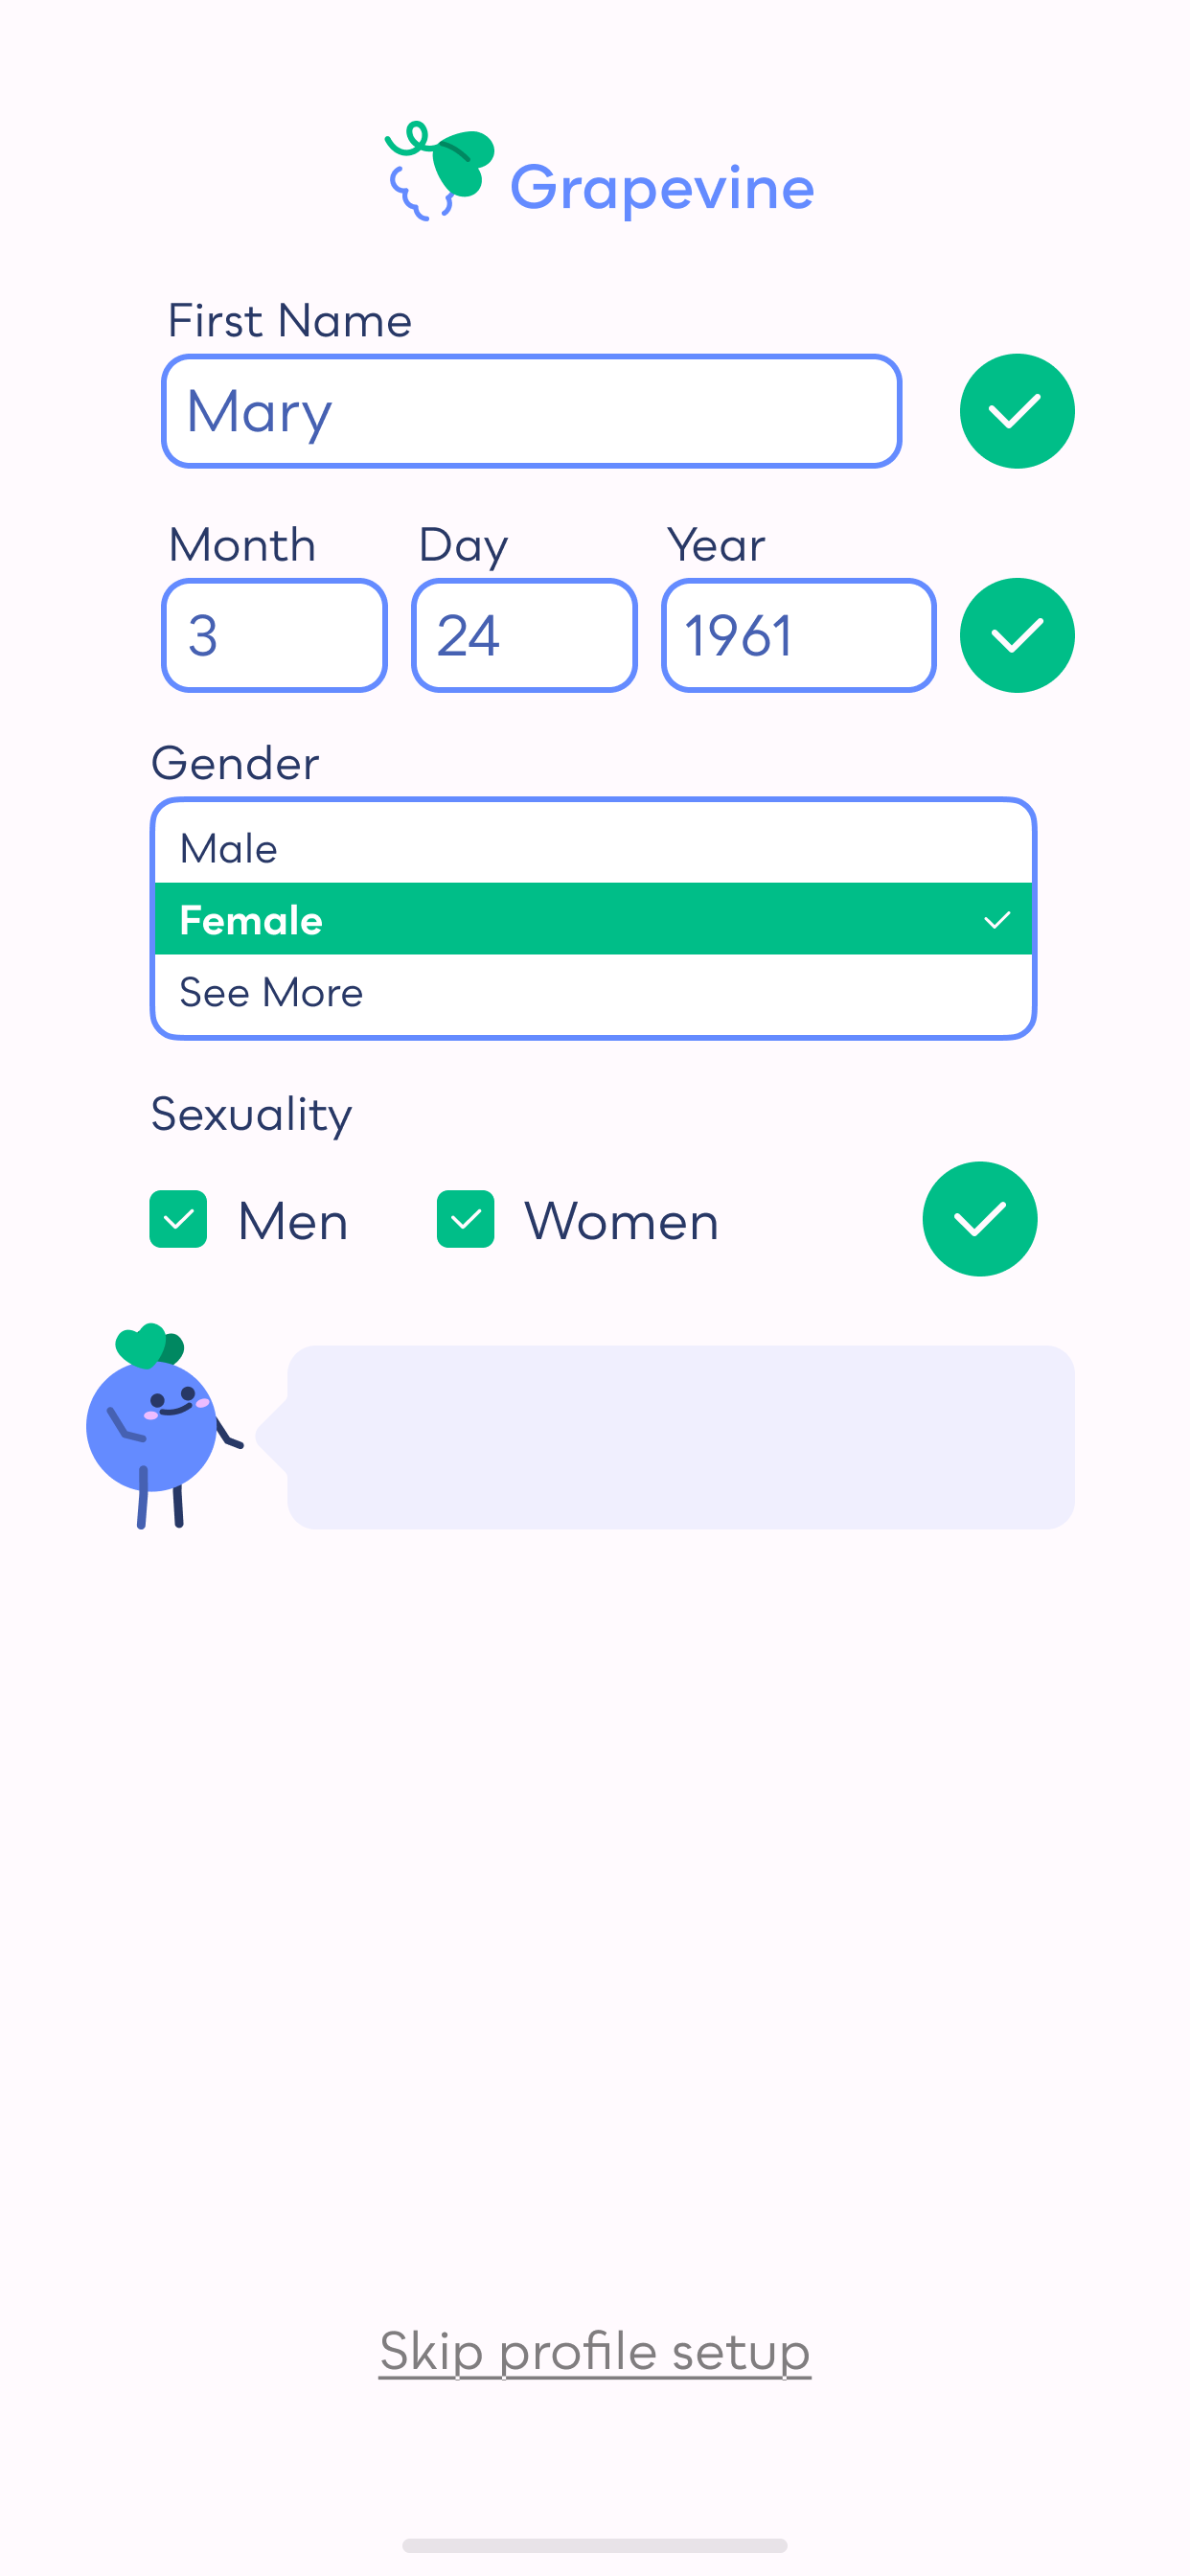 Grapevine
First Name
Mary
Month Day Year
3 24 1961
Gender
Male
Female
See More
Sexuality
Men Women
Skip profile setup